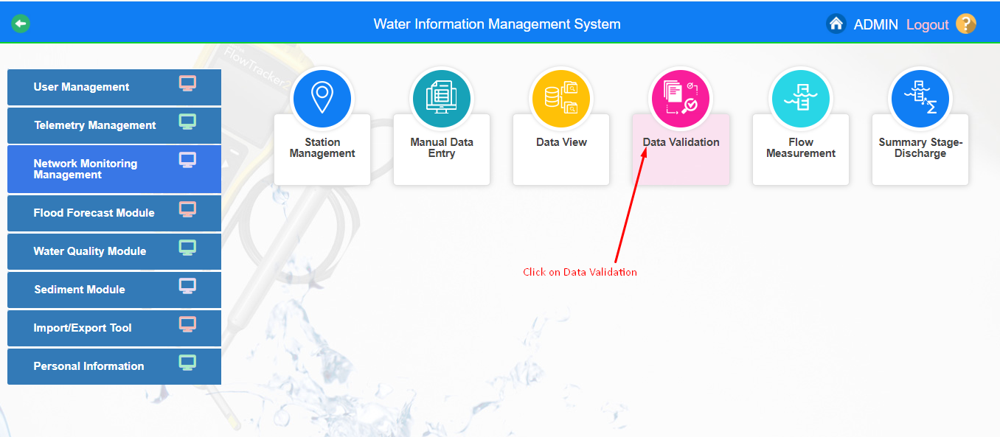 Water Information Management System
ADMIN Logout ?
FlowTracker2
User Management
Telemetry Management
Network Monitoring
Management
Flood Forecast Module
Water Quality Module
Sediment Module
Import/Export Tool
Personal Information
Station
Management
Manual Data
Entry
Data View
Data Validation
Flow
Measurement
Summary Stage-
Discharge
Click on Data Validation